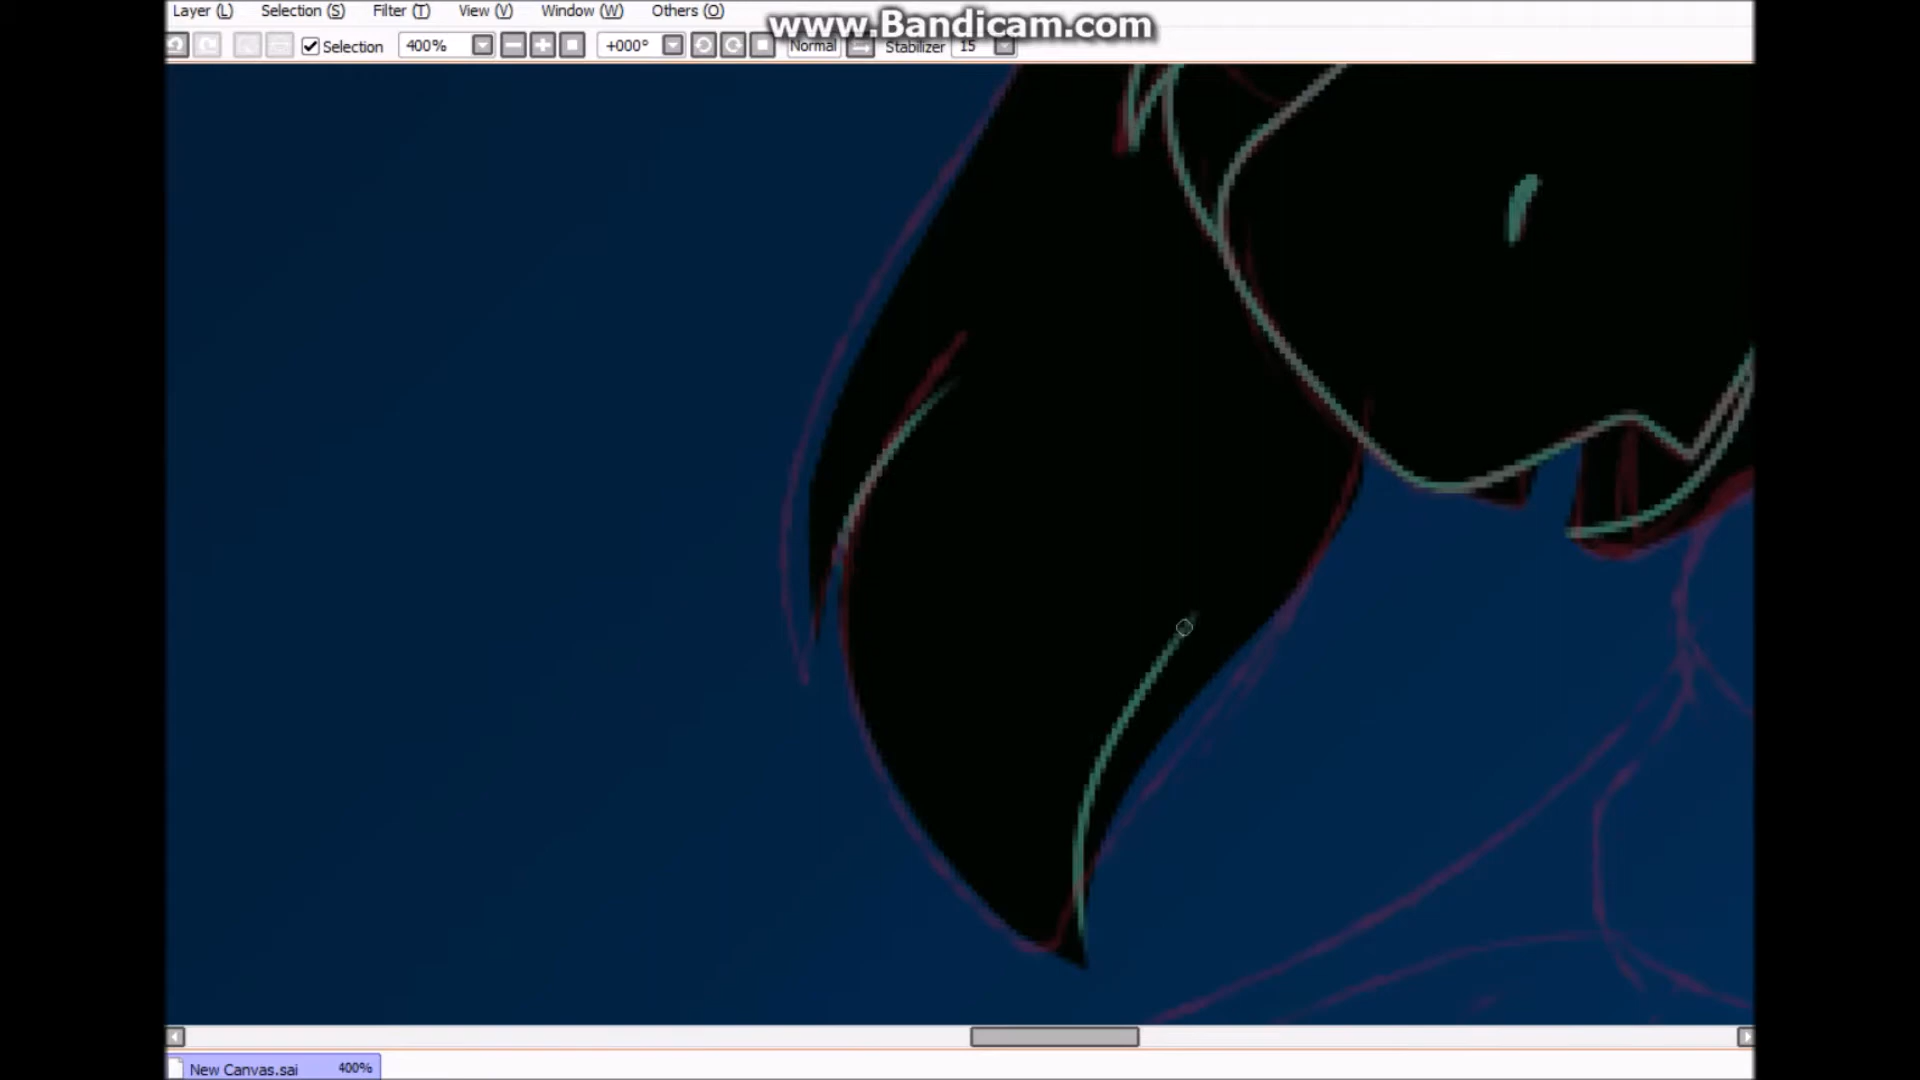 Layer (L) Selection (S) Filter (T) View (V) Window (W) Others (O)
www.Bandicam.com
Selection 400% +000° Normal Stabilizer 15
New Canvas.sai 400%